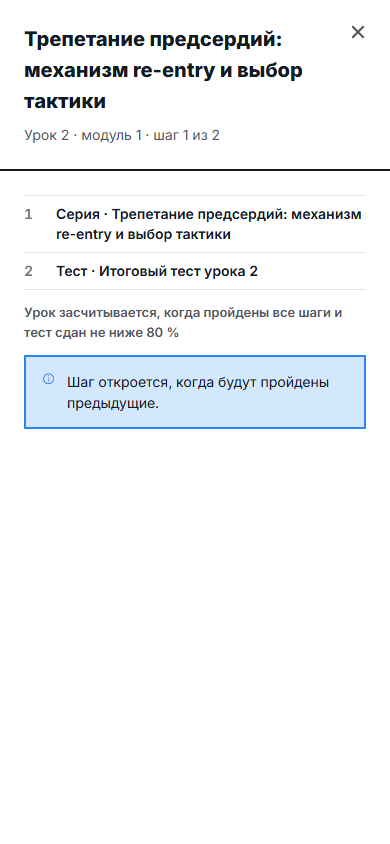 Трепетание предсердий:
механизм re-entry и выбор
тактики
Урок 2 · модуль 1 · шаг 1 из 2
1 Серия · Трепетание предсердий: механизм
re-entry и выбор тактики
2 Тест · Итоговый тест урока 2
Урок засчитывается, когда пройдены все шаги и
тест сдан не ниже 80 %
Шаг откроется, когда будут пройдены
предыдущие.